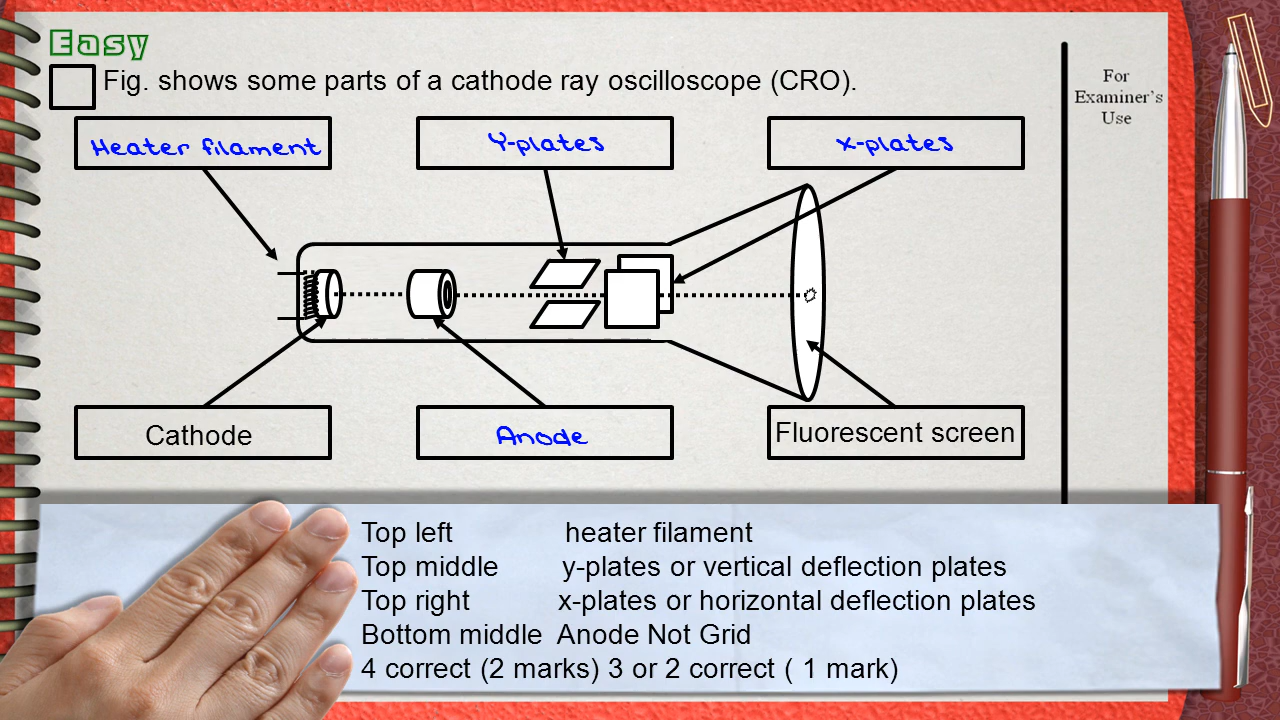 Easy
Fig. shows some parts of a cathode ray oscilloscope (CRO).
For
Examiner's
Use
Heater filament
Y-plates
X-plates
Cathode
Anode
Fluorescent screen
Top left heater filament
Top middle y-plates or vertical deflection plates
Top right x-plates or horizontal deflection plates
Bottom middle Anode Not Grid
4 correct (2 marks) 3 or 2 correct ( 1 mark)